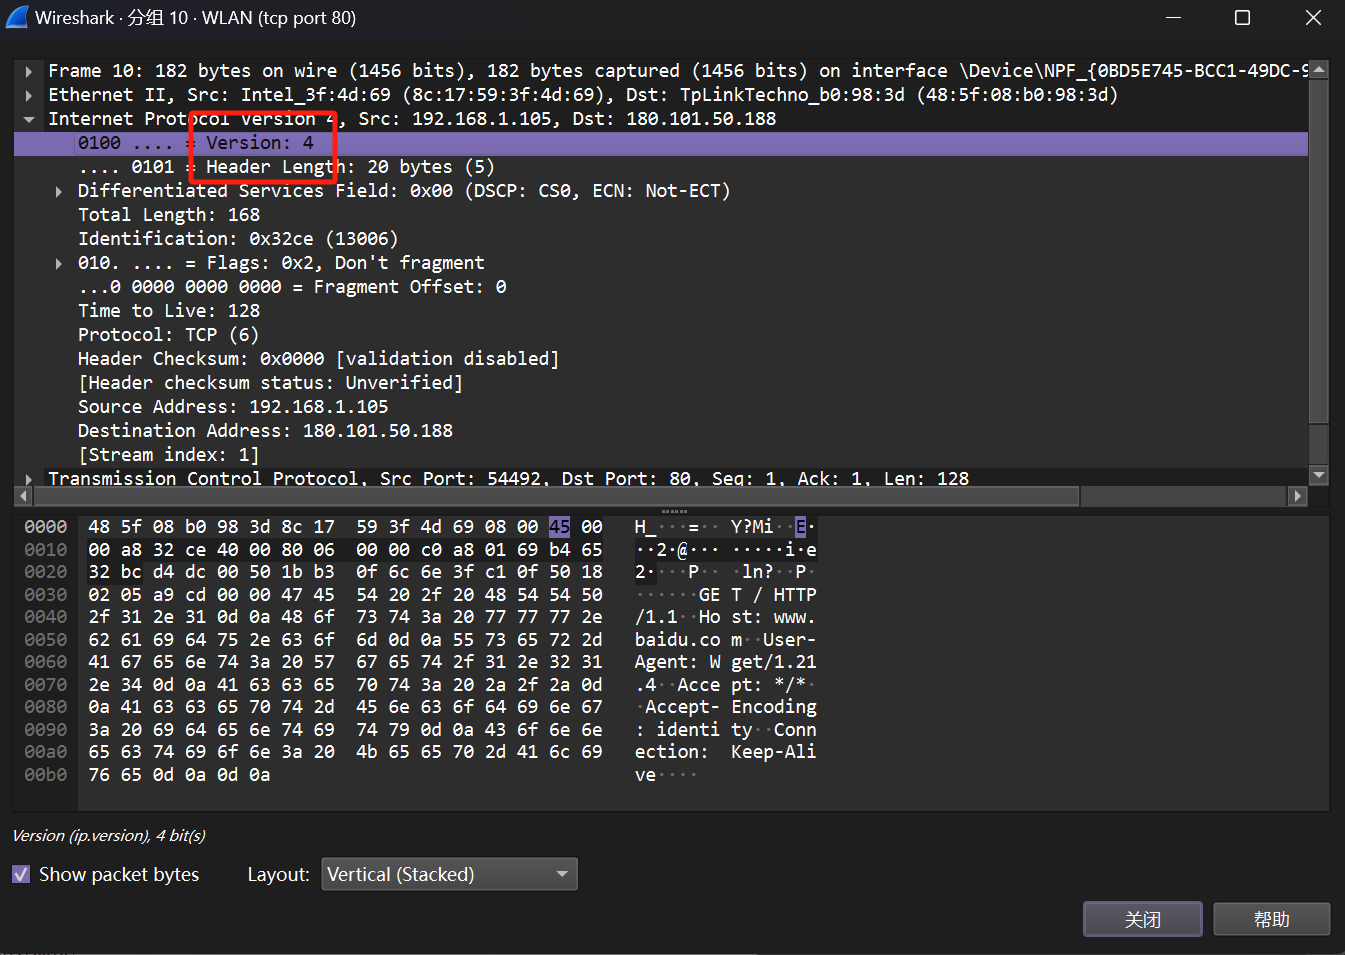 Wireshark · 分组 10 · WLAN (tcp port 80)
Frame 10: 182 bytes on wire (1456 bits), 182 bytes captured (1456 bits) on interface \Device\NPF_{0BD5E745-BCC1-49DC-9
Ethernet II, Src: Intel_3f:4d:69 (8c:17:59:3f:4d:69), Dst: TpLinkTechno_b0:98:3d (48:5f:08:b0:98:3d)
Internet Protocol Version 4, Src: 192.168.1.105, Dst: 180.101.50.188
0100 .... = Version: 4
.... 0101 = Header Length: 20 bytes (5)
Differentiated Services Field: 0x00 (DSCP: CS0, ECN: Not-ECT)
Total Length: 168
Identification: 0x32ce (13006)
010. .... = Flags: 0x2, Don't fragment
...0 0000 0000 0000 = Fragment Offset: 0
Time to Live: 128
Protocol: TCP (6)
Header Checksum: 0x0000 [validation disabled]
[Header checksum status: Unverified]
Source Address: 192.168.1.105
Destination Address: 180.101.50.188
[Stream index: 1]
Transmission Control Protocol, Src Port: 54492, Dst Port: 80, Seq: 1, Ack: 1, Len: 128
0000 48 5f 08 b0 98 3d 8c 17 59 3f 4d 69 08 00 45 00 H_···=·· Y?Mi··E·
0010 00 a8 32 ce 40 00 80 06 00 00 c0 a8 01 69 b4 65 ··2·@··· ·····i·e
0020 32 bc d4 dc 00 50 1b b3 0f 6c 6e 3f c1 0f 50 18 2····P·· ·ln?··P·
0030 02 05 a9 cd 00 00 47 45 54 20 2f 20 48 54 54 50 ······GE T / HTTP
0040 2f 31 2e 31 0d 0a 48 6f 73 74 3a 20 77 77 77 2e /1.1··Ho st: www.
0050 62 61 69 64 75 2e 63 6f 6d 0d 0a 55 73 65 72 2d baidu.co m··User-
0060 41 67 65 6e 74 3a 20 57 67 65 74 2f 31 2e 32 31 Agent: W get/1.21
0070 2e 34 0d 0a 41 63 63 65 70 74 3a 20 2a 2f 2a 0d .4··Acce pt: */*·
0080 0a 41 63 63 65 70 74 2d 45 6e 63 6f 64 69 6e 67 ·Accept- Encoding
0090 3a 20 69 64 65 6e 74 69 74 79 0d 0a 43 6f 6e 6e : identi ty··Conn
00a0 65 63 74 69 6f 6e 3a 20 4b 65 65 70 2d 41 6c 69 ection: Keep-Ali
00b0 76 65 0d 0a 0d 0a ve····
Version (ip.version), 4 bit(s)
Show packet bytes Layout: Vertical (Stacked)
关闭 帮助